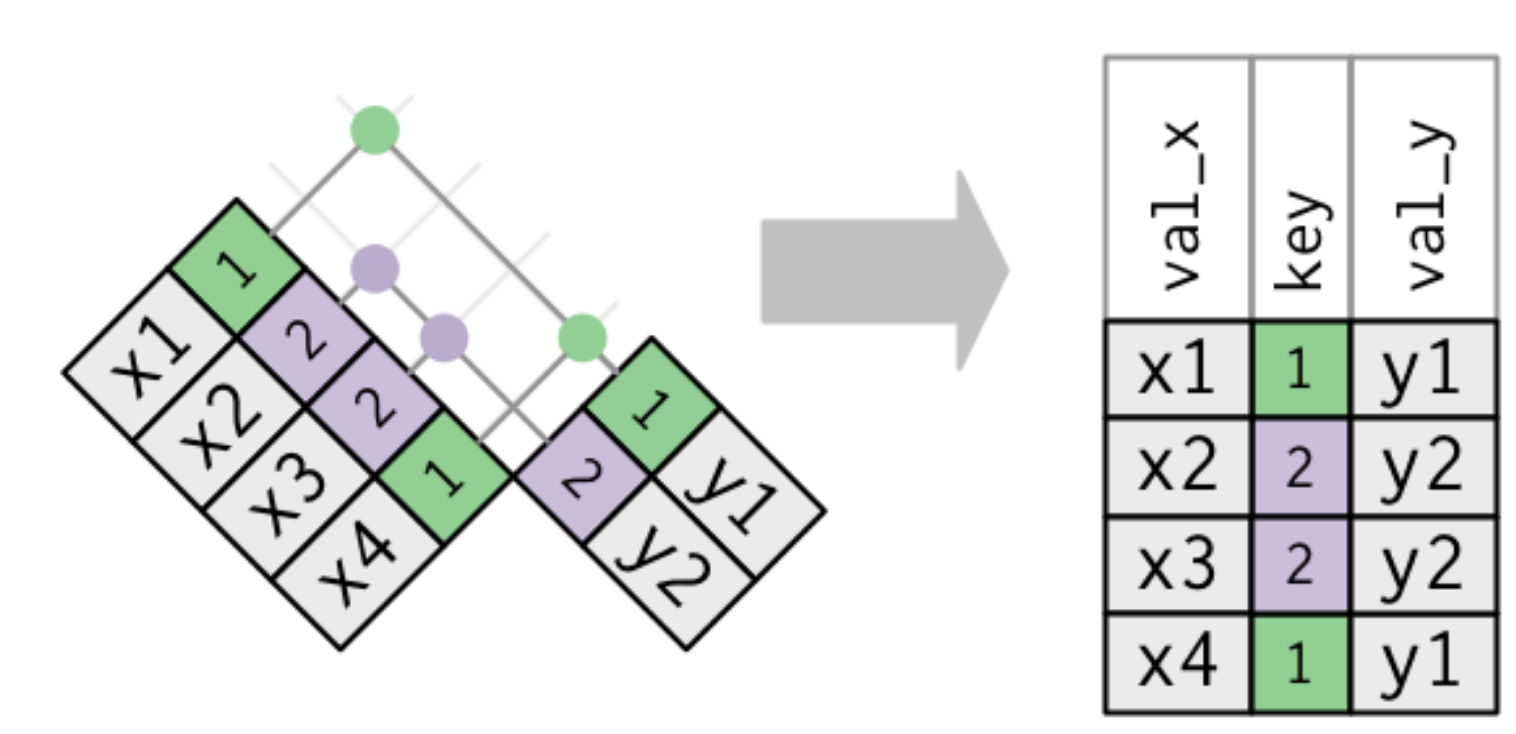 1
x1
2
x2
2
x3
1
x4
1
y1
2
y2
val_x key val_y
x1 1 y1
x2 2 y2
x3 2 y2
x4 1 y1